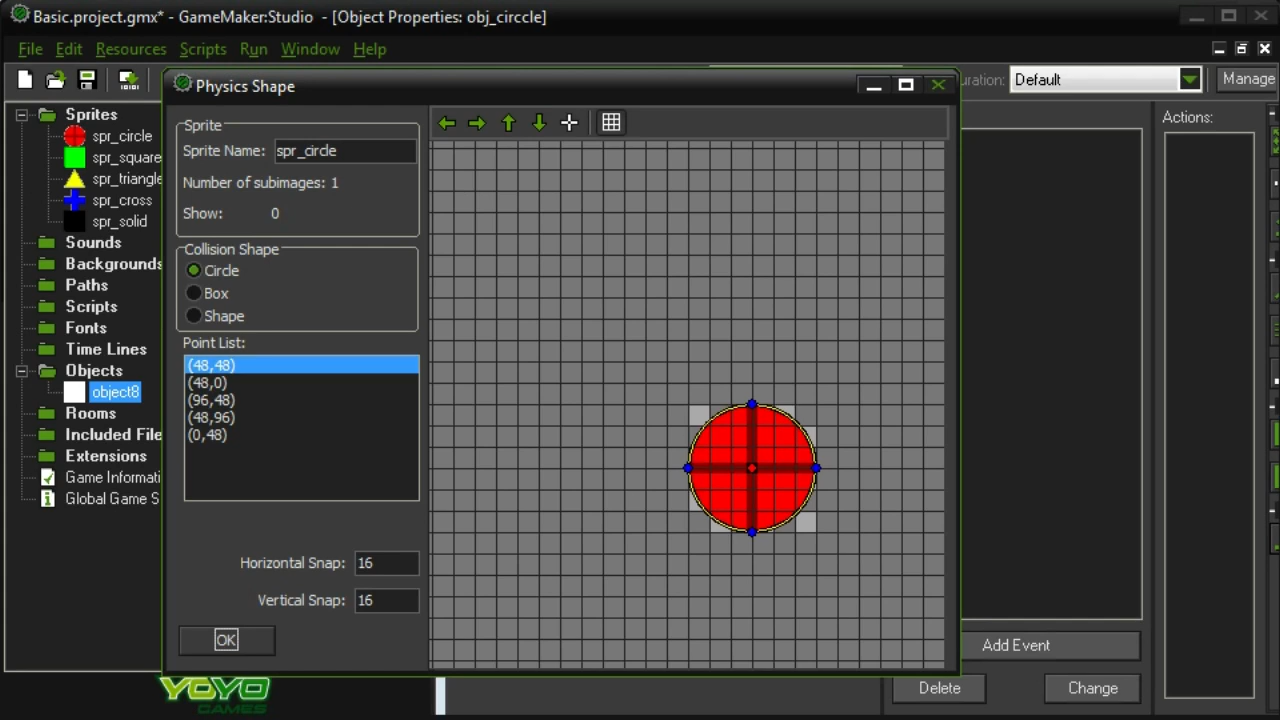 Basic.project.gmx* - GameMaker:Studio - [Object Properties: obj_circcle]
File Edit Resources Scripts Run Window Help
Physics Shape
uration: Default Manage
Sprites
spr_circle
spr_square
spr_triangle
spr_cross
spr_solid
Sounds
Backgrounds
Paths
Scripts
Fonts
Time Lines
Objects
object8
Rooms
Included File
Extensions
Game Informati
Global Game S
Sprite
Sprite Name: spr_circle
Number of subimages: 1
Show: 0
Collision Shape
Circle
Box
Shape
Point List:
(48,48)
(48,0)
(96,48)
(48,96)
(0,48)
Horizontal Snap: 16
Vertical Snap: 16
OK
Actions:
Add Event
Delete Change
YOYO
GAMES